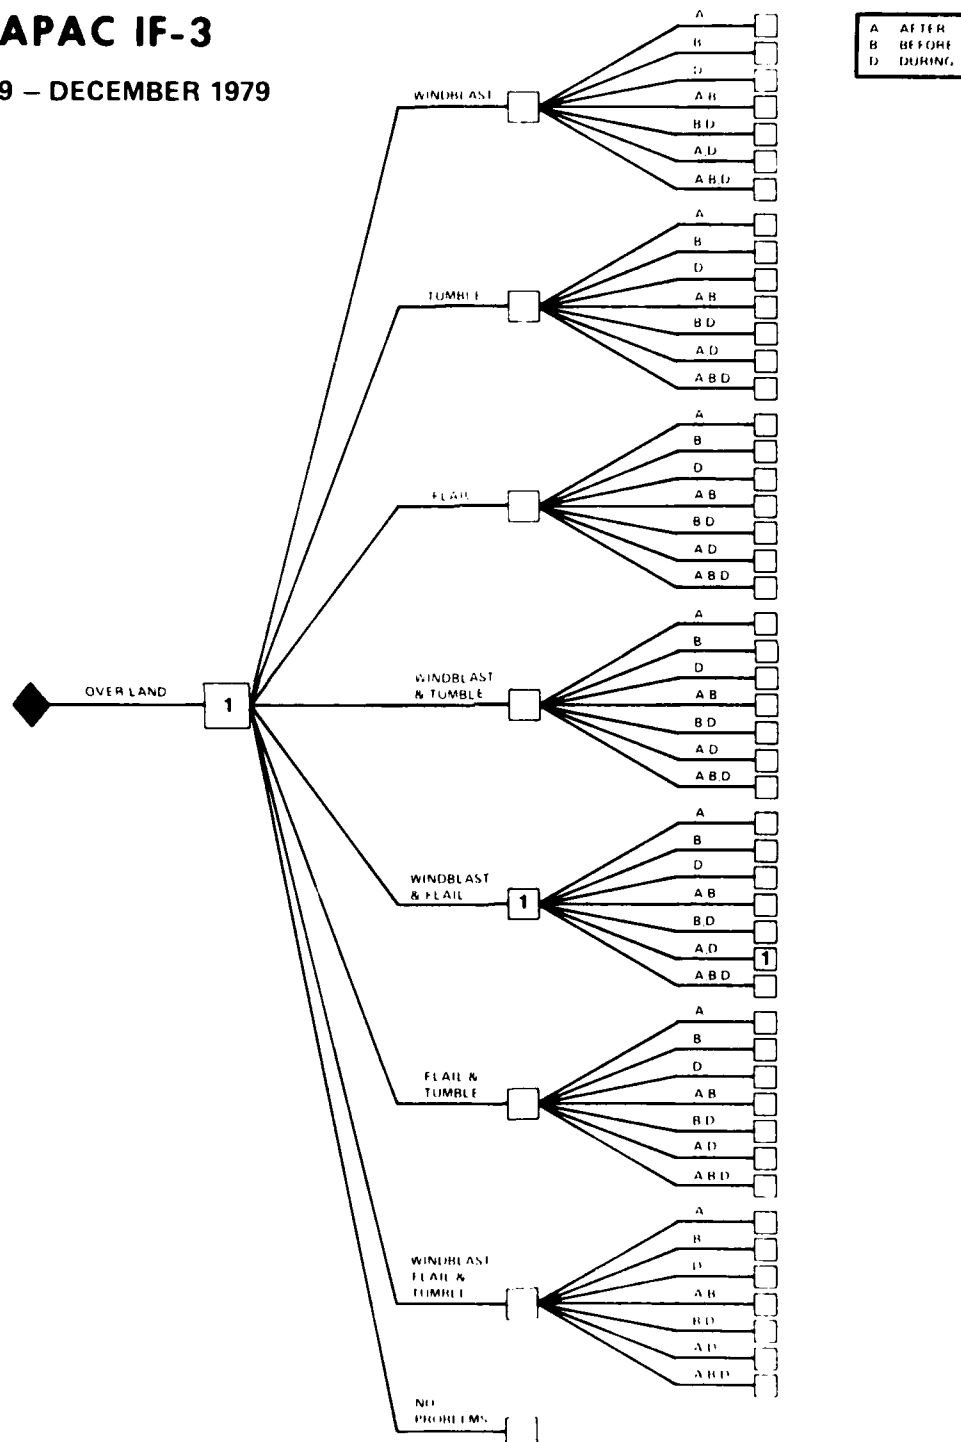 APAC IF-3
9 – DECEMBER 1979
A AFTER
B BEFORE
D DURING
WINDBLAST
A
B
D
A B
B D
A,D
A B,D
TUMBLE
A
B
D
A B
B D
A D
A B D
FLAIL
A
B
D
A B
B D
A D
A B D
OVER LAND
1
WINDBLAST
& TUMBLE
A
B
D
A B
B D
A D
A B,D
WINDBLAST
& FLAIL
1
A
B
D
A B
B,D
A,D
1
A B D
FLAIL &
TUMBLE
A
B
D
A B
B D
A D
A B D
WINDBLAST
FLAIL &
TUMBLE
A
B
D
A B
B D
A D
A B D
NO
PROBLEMS